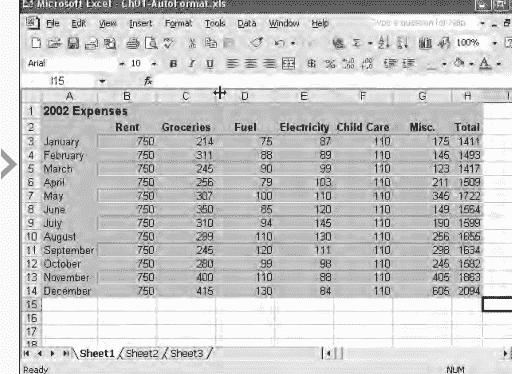 Microsoft Excel - Ch01-AutoFormat.xls
File Edit View Insert Format Tools Data Window Help Type a question for help
100%
Arial 10 B I U $ %
I15 fx
A B C D E F G H I
1 2002 Expenses
2 Rent Groceries Fuel Electricity Child Care Misc. Total
3 January 750 214 75 87 110 175 1411
4 February 750 311 88 89 110 145 1493
5 March 750 245 90 99 110 123 1417
6 April 750 256 79 103 110 211 1509
7 May 750 307 100 110 110 345 1722
8 June 750 350 85 120 110 149 1564
9 July 750 310 94 145 110 190 1599
10 August 750 299 110 130 110 256 1655
11 September 750 245 120 111 110 298 1634
12 October 750 280 99 98 110 245 1582
13 November 750 400 110 88 110 405 1863
14 December 750 415 130 84 110 605 2094
15
16
17
18
Sheet1 / Sheet2 / Sheet3 /
Ready NUM